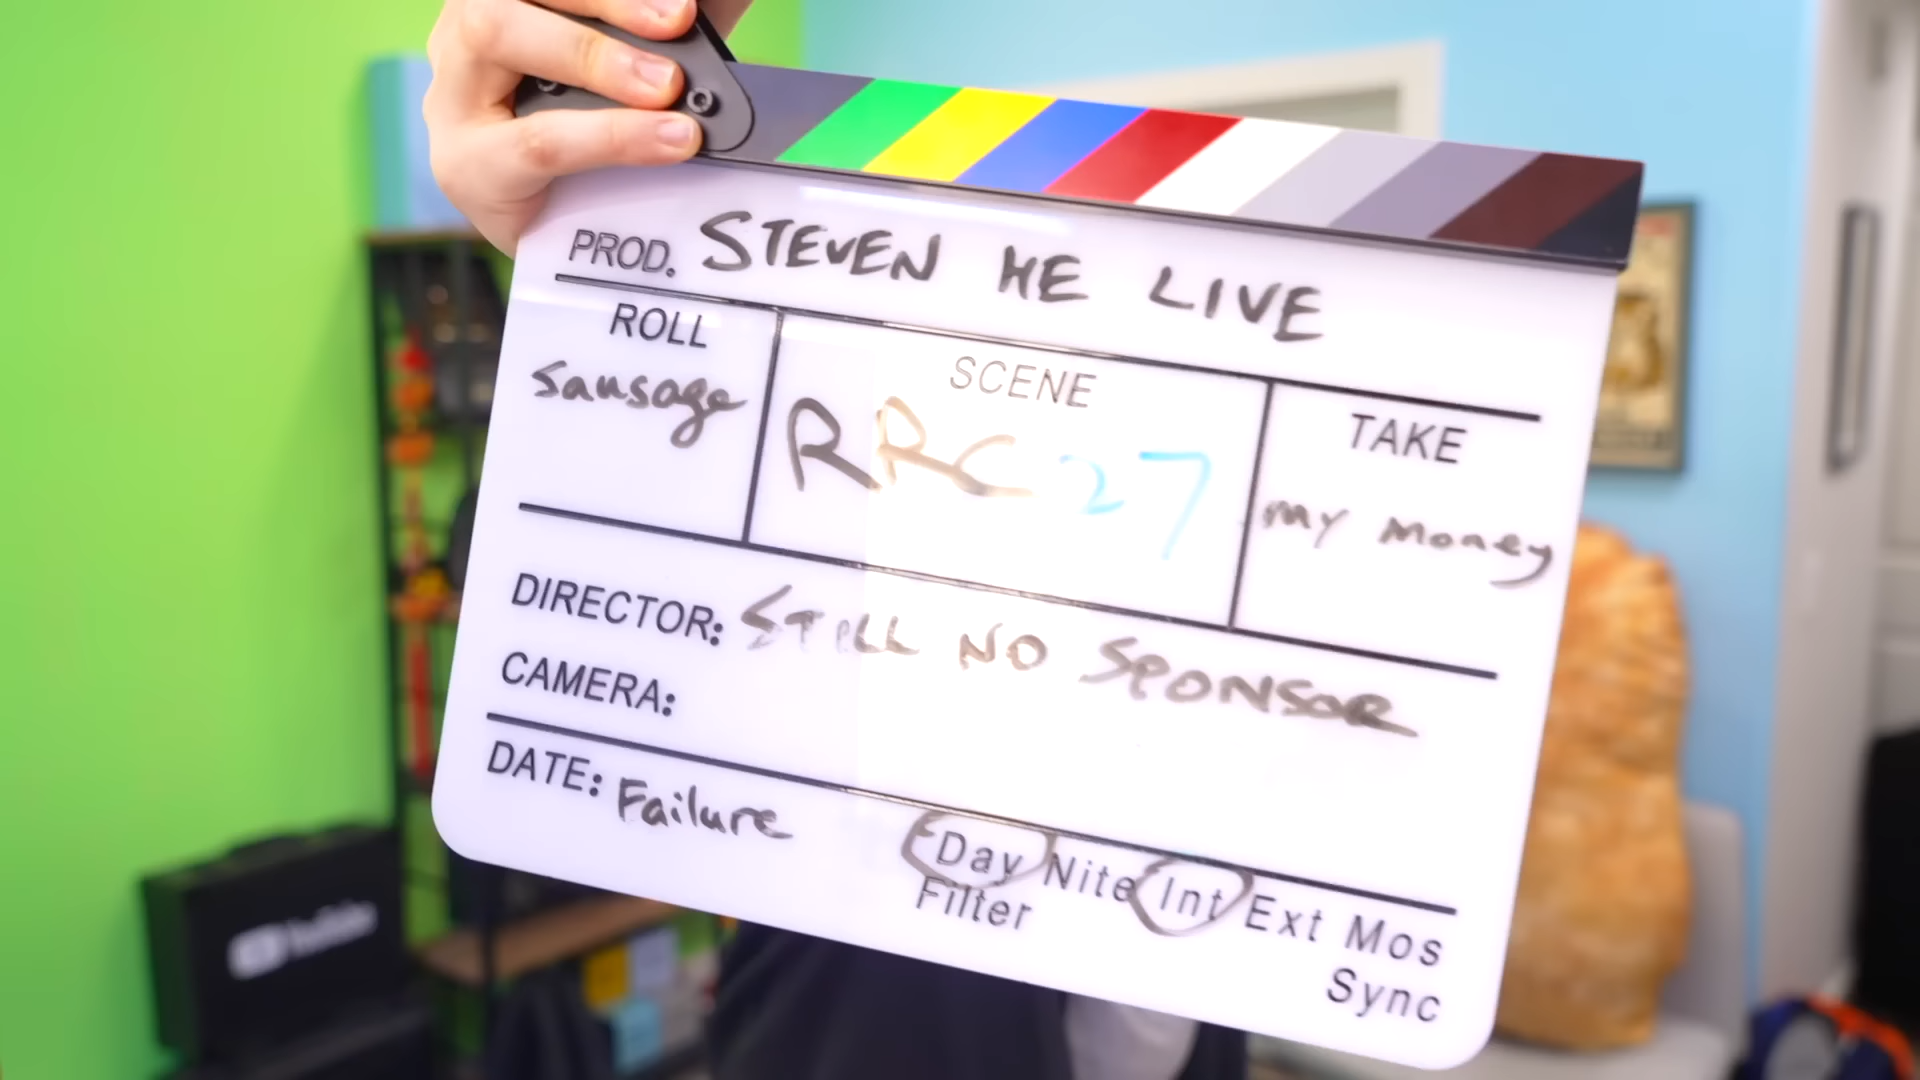 PROD. STEVEN HE LIVE
ROLL
Sausage
SCENE
RRC 27
TAKE
my money
DIRECTOR: STILL NO SPONSOR
CAMERA:
DATE: Failure
Day Nite Int Ext Mos
Filter
Sync
YouTube